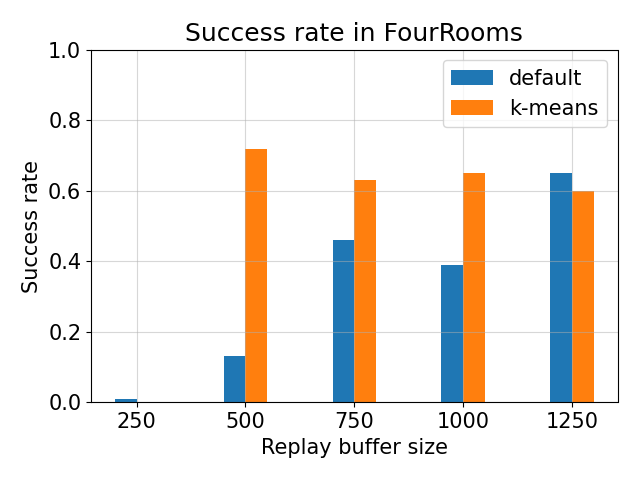 Success rate in FourRooms
default
k-means
Success rate
1.0
0.8
0.6
0.4
0.2
0.0
250 500 750 1000 1250
Replay buffer size